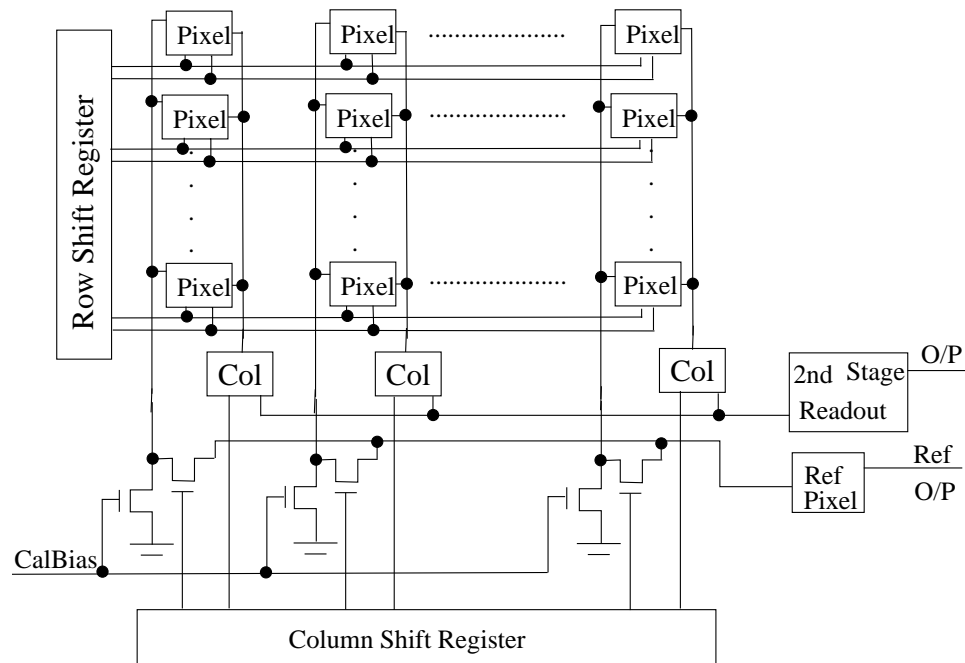 Pixel Pixel Pixel
Row Shift Register
Pixel Pixel Pixel
Pixel Pixel Pixel
Col Col Col
2nd Stage
Readout
O/P
Ref
Pixel
Ref
O/P
CalBias
Column Shift Register